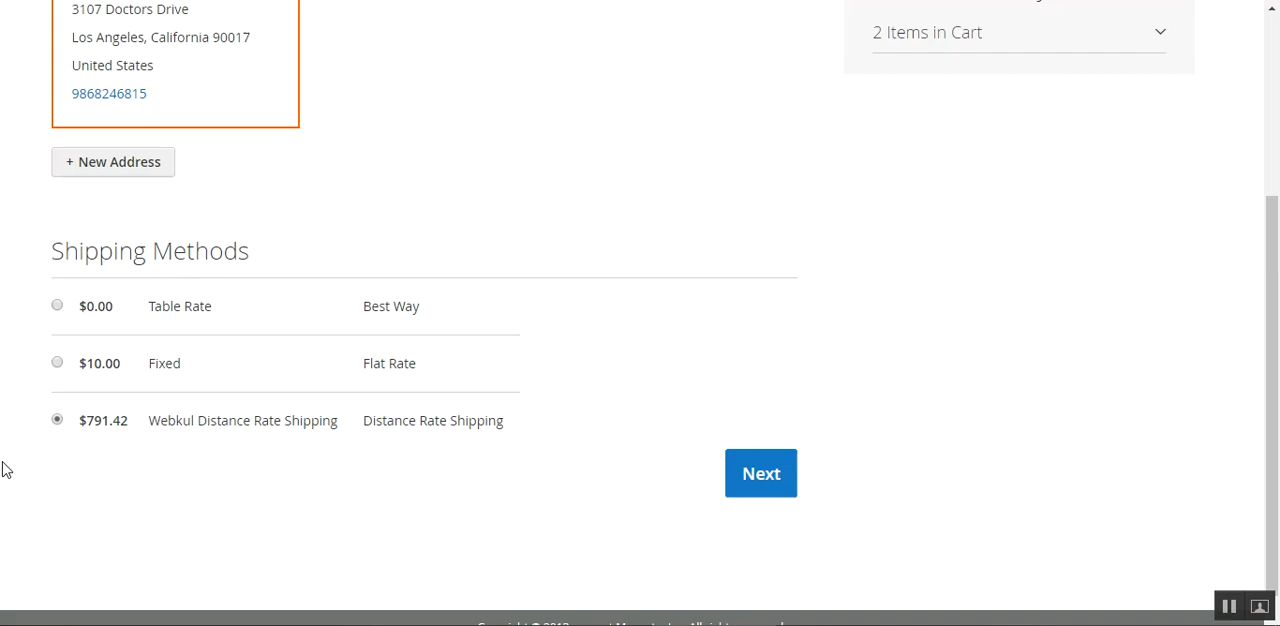 3107 Doctors Drive
Los Angeles, California 90017
United States
9868246815
2 Items in Cart
+ New Address
Shipping Methods
$0.00 Table Rate Best Way
$10.00 Fixed Flat Rate
$791.42 Webkul Distance Rate Shipping Distance Rate Shipping
Next